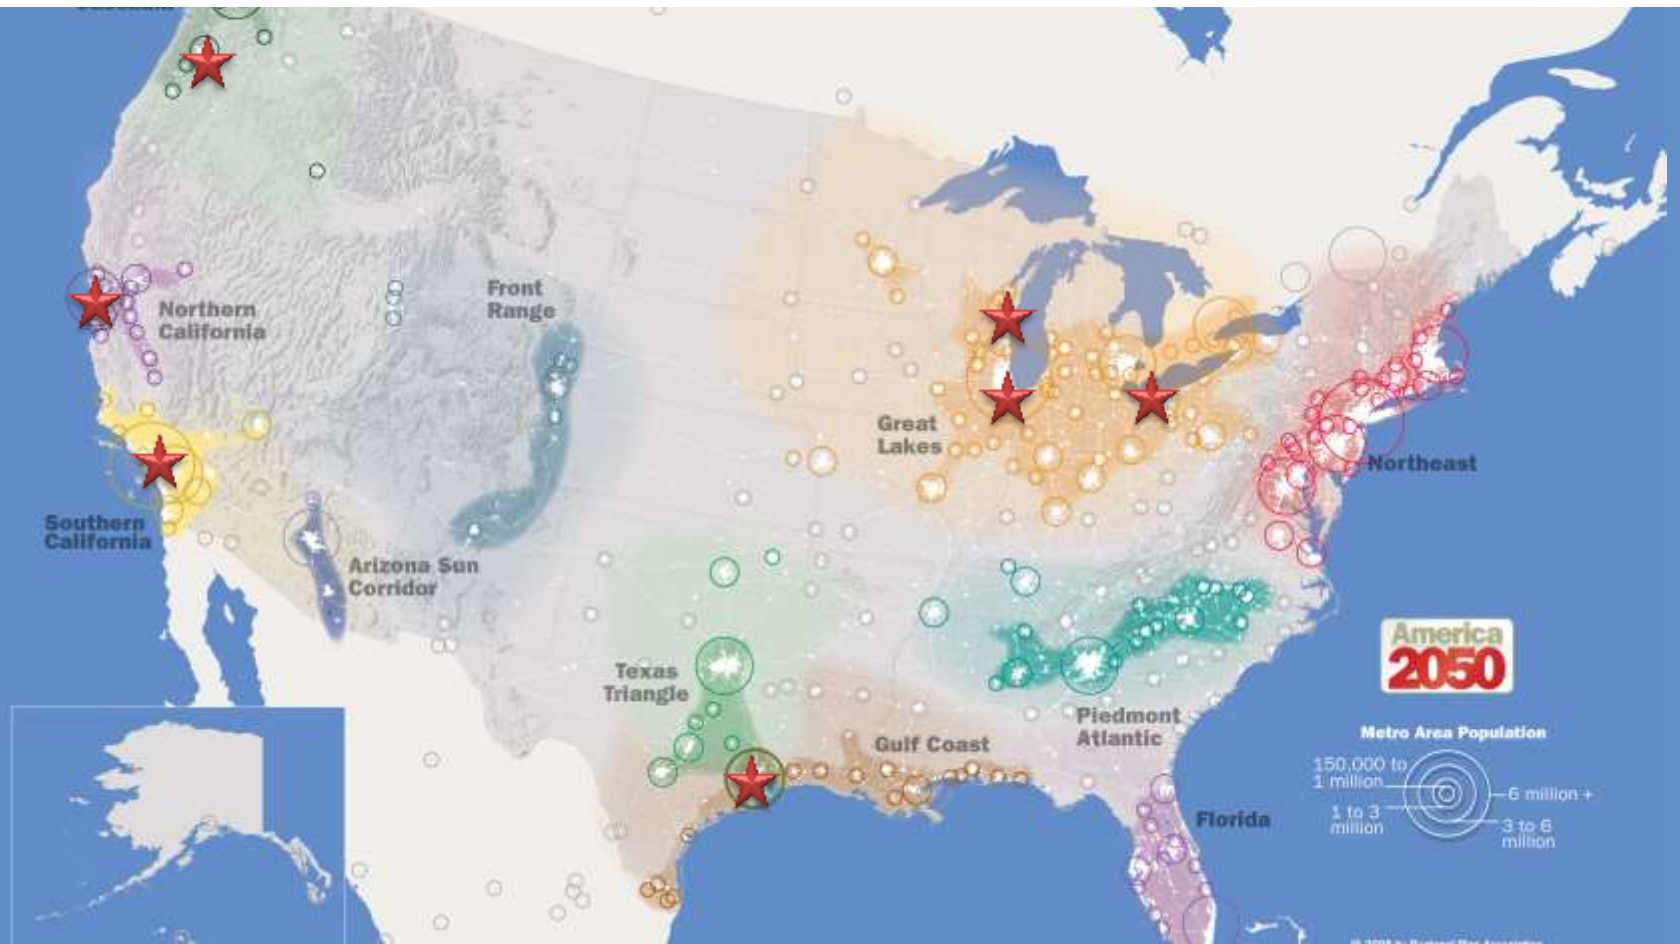 Front
Range
Northern
California
Great
Lakes
Northeast
Southern
California
Arizona Sun
Corridor
Texas
Triangle
Piedmont
Atlantic
Gulf Coast
Florida
America
2050
Metro Area Population
150,000 to
1 million
1 to 3
million
6 million +
3 to 6
million